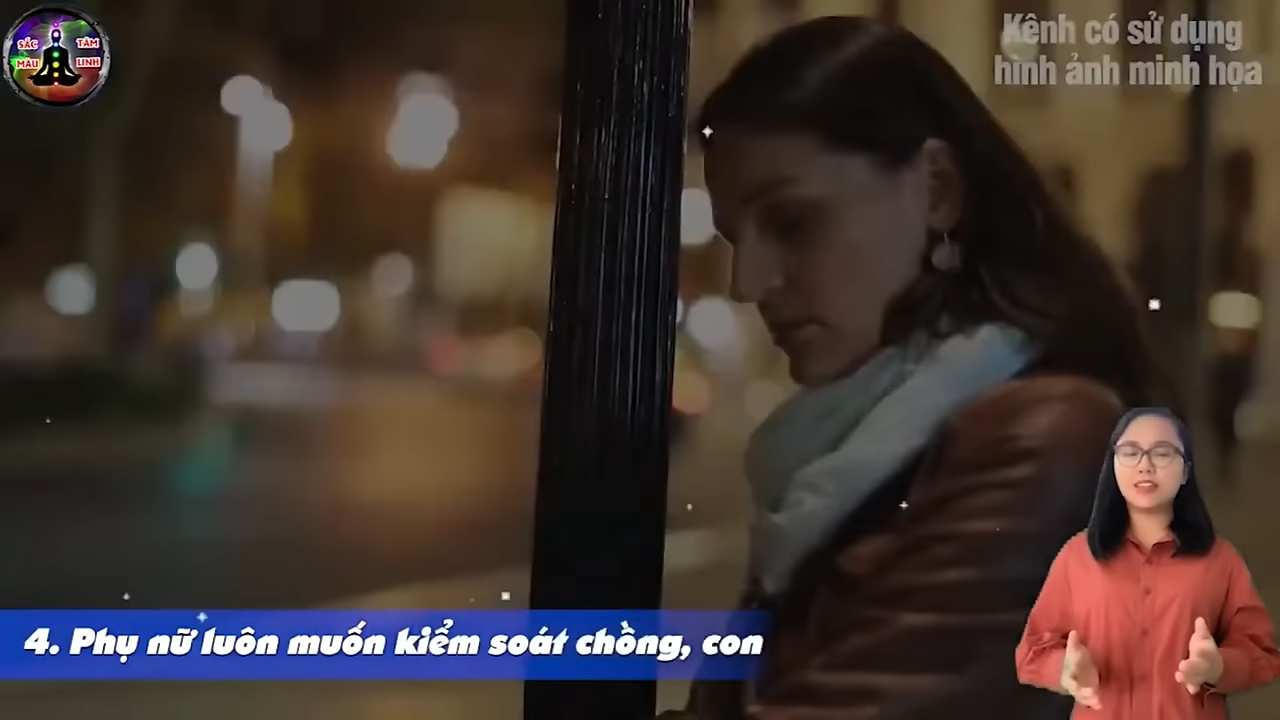 SẮC
MÀU
TÂM
LINH
Kênh có sử dụng
hình ảnh minh họa
4. Phụ nữ luôn muốn kiểm soát chồng, con